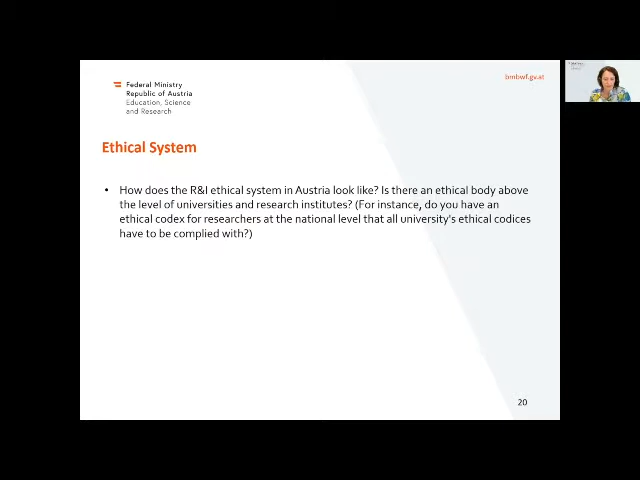 Federal Ministry
Republic of Austria
Education, Science
and Research
bmbwf.gv.at
Ethical System
• How does the R&I ethical system in Austria look like? Is there an ethical body above
the level of universities and research institutes? (For instance, do you have an
ethical codex for researchers at the national level that all university's ethical codices
have to be complied with?)
20